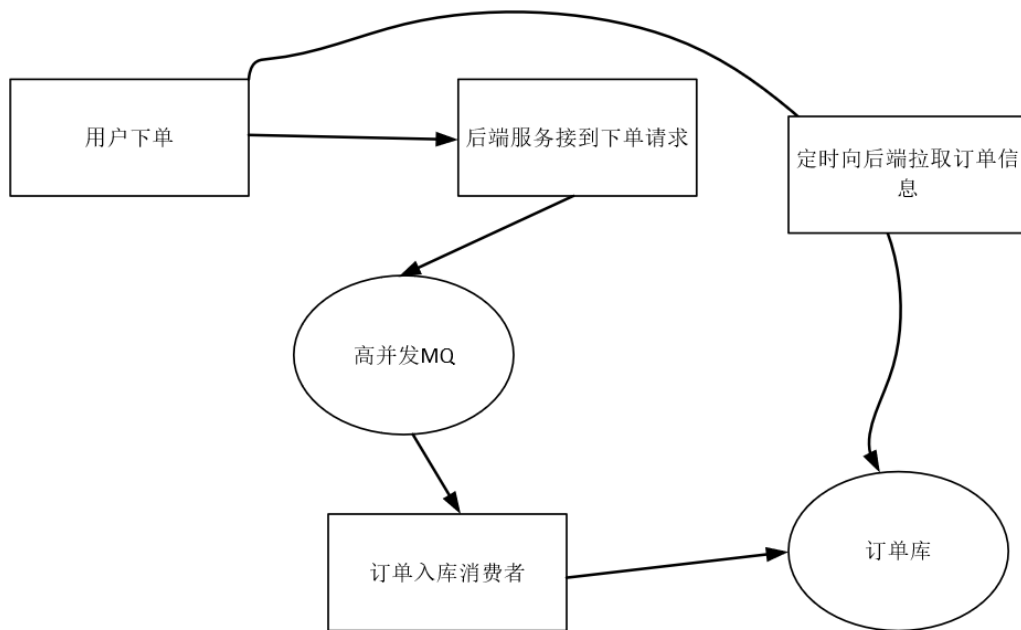 用户下单
后端服务接到下单请求
定时向后端拉取订单信
息
高并发MQ
订单入库消费者
订单库